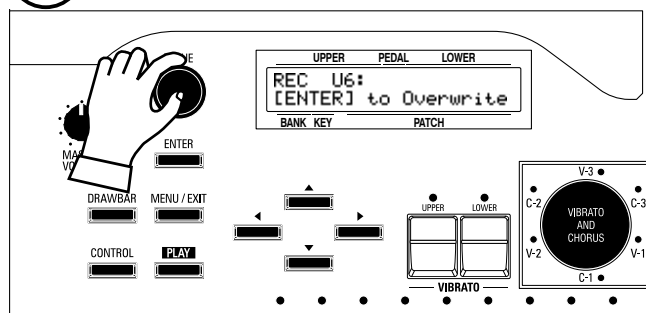 UPPER PEDAL LOWER
REC U6:
[ENTER] to Overwrite
BANK KEY PATCH
ENTER
DRAWBAR MENU / EXIT
CONTROL PLAY
UPPER LOWER
VIBRATO
V-3
C-2 C-3
VIBRATO
AND
CHORUS
V-2 V-1
C-1